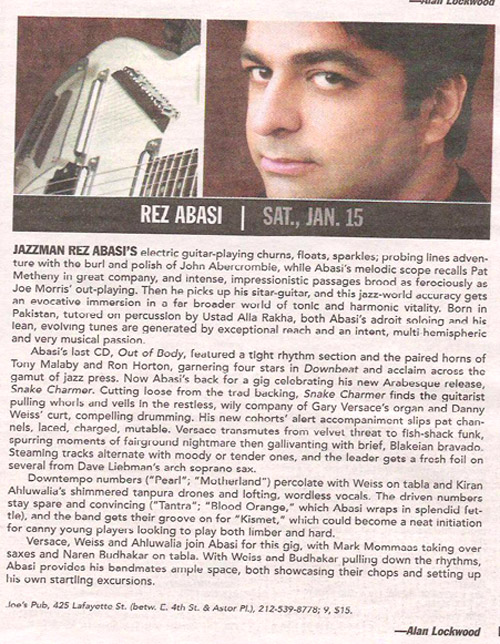 —Alan Lockwood
REZ ABASI | SAT., JAN. 15
JAZZMAN REZ ABASI'S electric guitar-playing churns, floats, sparkles; probing lines adven-
ture with the burl and polish of John Abercrombie, while Abasi's melodic scope recalls Pat
Metheny in great company, and intense, impressionistic passages brood as ferociously as
Joe Morris' out-playing. Then he picks up his sitar-guitar, and this jazz-world accuracy gets
an evocative immersion in a far broader world of tonic and harmonic vitality. Born in
Pakistan, tutored on percussion by Ustad Alla Rakha, both Abasi's adroit soloing and his
lean, evolving tunes are generated by exceptional reach and an intent, multi-hemispheric
and very musical passion.
Abasi's last CD, Out of Body, featured a tight rhythm section and the paired horns of
Tony Malaby and Ron Horton, garnering four stars in Downbeat and acclaim across the
gamut of jazz press. Now Abasi's back for a gig celebrating his new Arabesque release,
Snake Charmer. Cutting loose from the trad backing, Snake Charmer finds the guitarist
pulling whorls and vells in the restless, wily company of Gary Versace's organ and Danny
Weiss' curt, compelling drumming. His new cohorts' alert accompaniment slips pat chan-
nels, laced, charged, mutable. Versace transmutes from velvet threat to fish-shack funk,
spurring moments of fairground nightmare then gallivanting with brief, Blakeian bravado.
Steaming tracks alternate with moody or tender ones, and the leader gets a fresh foil on
several from Dave Liebman's arch soprano sax.
Downtempo numbers ("Pearl"; "Motherland") percolate with Weiss on tabla and Kiran
Ahluwalia's shimmered tanpura drones and lofting, wordless vocals. The driven numbers
stay spare and convincing ("Tantra"; "Blood Orange," which Abasi wraps in splendid fet-
tle), and the band gets their groove on for "Kismet," which could become a neat initiation
for canny young players looking to play both limber and hard.
Versace, Weiss and Ahluwalia join Abasi for this gig, with Mark Mommaas taking over
saxes and Naren Budhakar on tabla. With Weiss and Budhakar pulling down the rhythms,
Abasi provides his bandmates ample space, both showcasing their chops and setting up
his own startling excursions.
Joe's Pub, 425 Lafayette St. (betw. E. 4th St. & Astor Pl.), 212-539-8778; 9, $15.
—Alan Lockwood